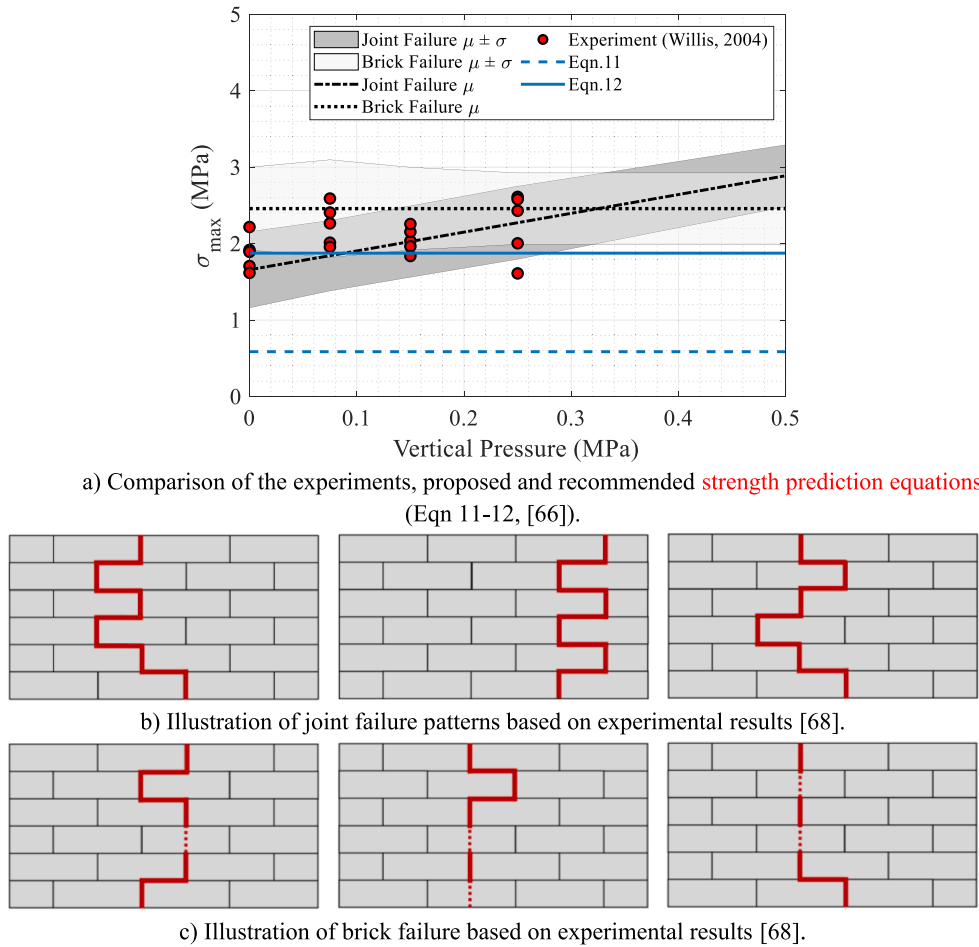 5
4
3
2
1
0
σmax (MPa)
Joint Failure μ ± σ
Brick Failure μ ± σ
Joint Failure μ
Brick Failure μ
Experiment (Willis, 2004)
Eqn.11
Eqn.12
0 0.1 0.2 0.3 0.4 0.5
Vertical Pressure (MPa)
a) Comparison of the experiments, proposed and recommended strength prediction equations
(Eqn 11-12, [66]).
b) Illustration of joint failure patterns based on experimental results [68].
c) Illustration of brick failure based on experimental results [68].